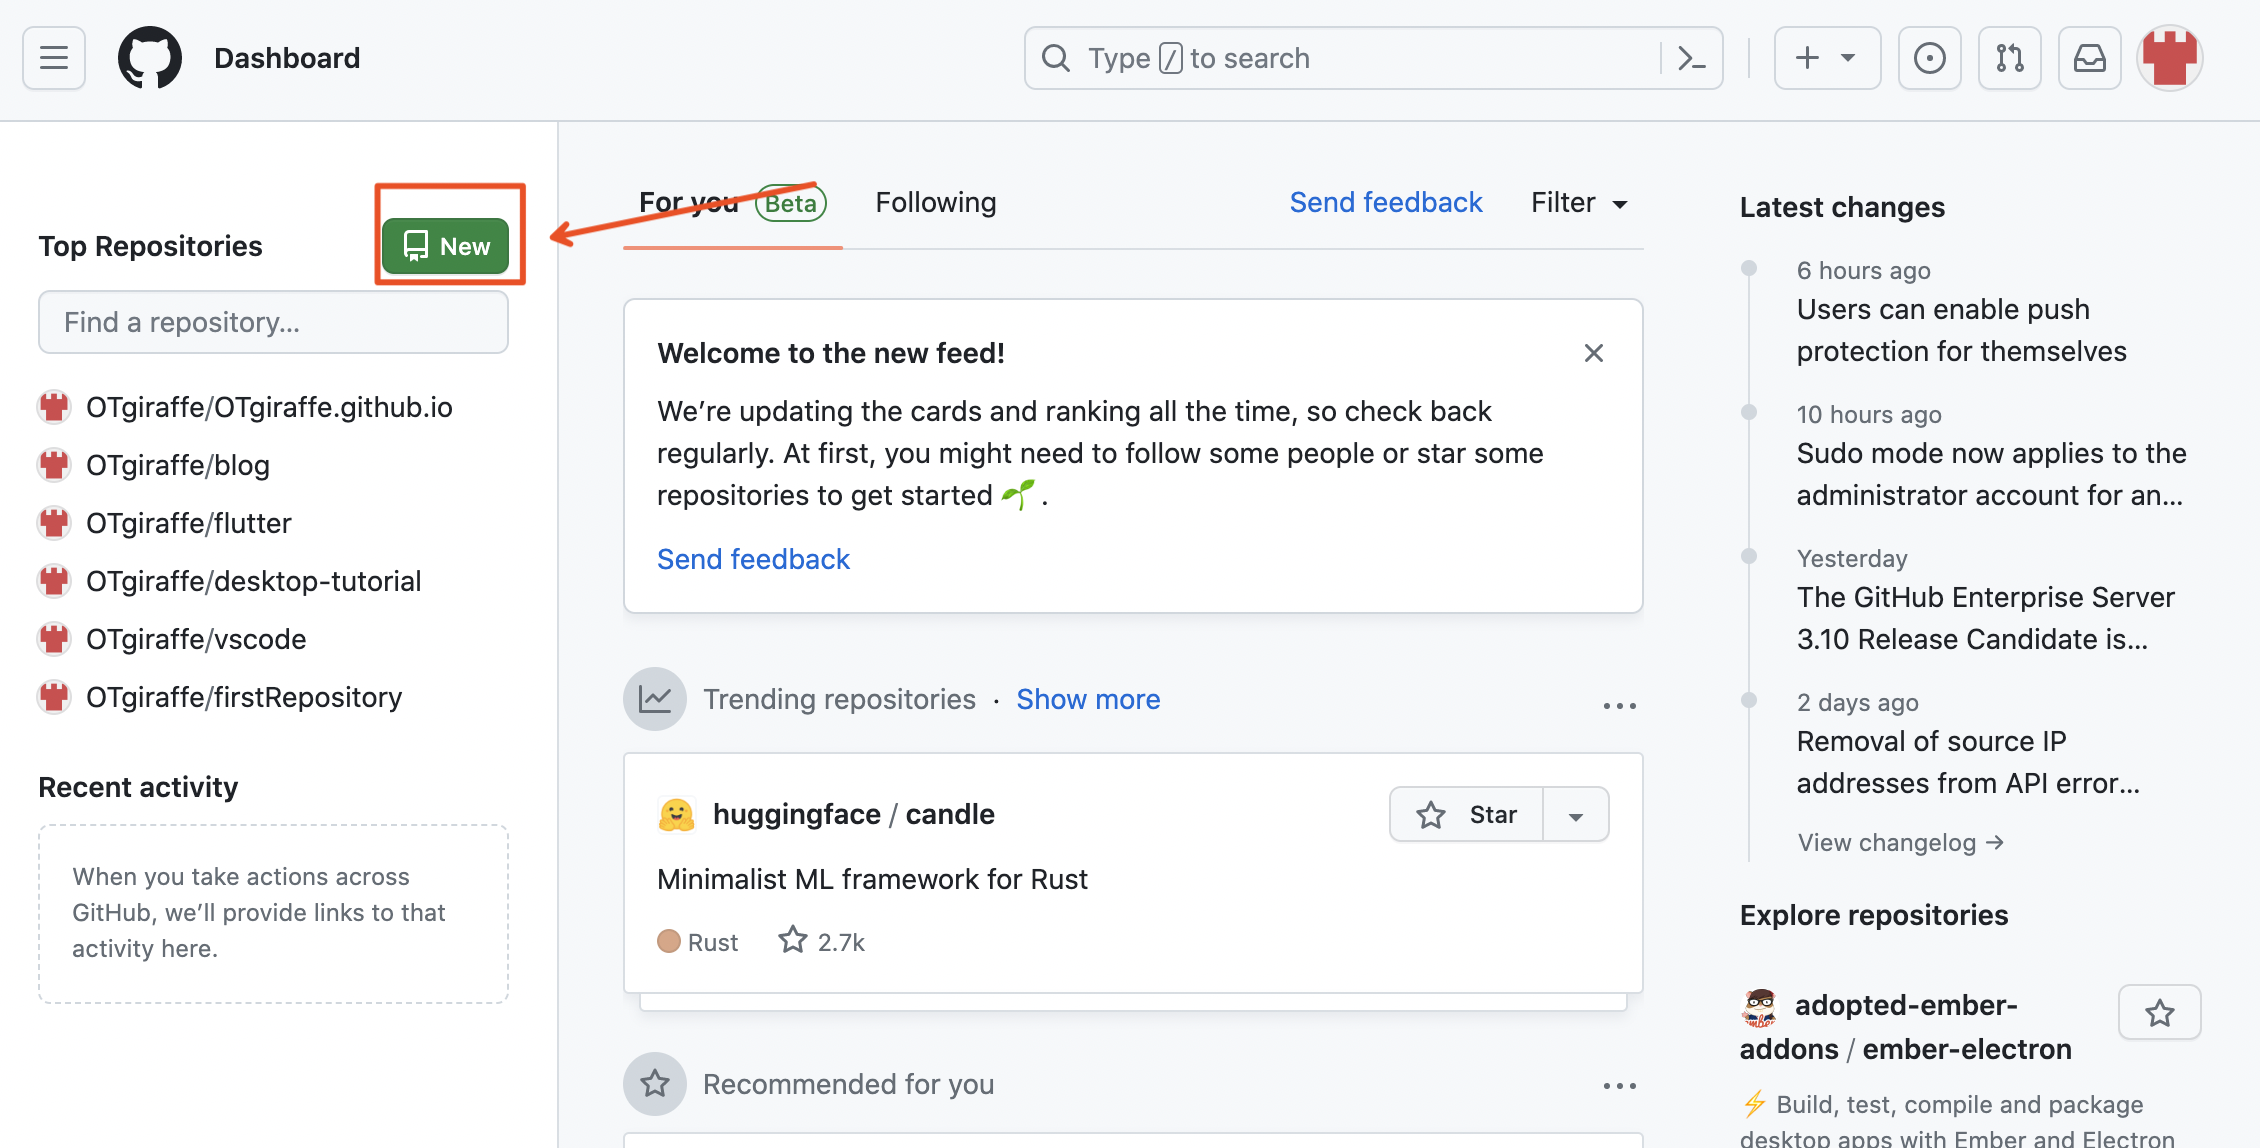 Dashboard
Type / to search
Top Repositories
New
Find a repository...
OTgiraffe/OTgiraffe.github.io
OTgiraffe/blog
OTgiraffe/flutter
OTgiraffe/desktop-tutorial
OTgiraffe/vscode
OTgiraffe/firstRepository
Recent activity
When you take actions across
GitHub, we’ll provide links to that
activity here.
For you Beta
Following
Send feedback
Filter
Welcome to the new feed!
We’re updating the cards and ranking all the time, so check back
regularly. At first, you might need to follow some people or star some
repositories to get started 🌱 .
Send feedback
Trending repositories · Show more
huggingface / candle
Star
Minimalist ML framework for Rust
Rust 2.7k
Recommended for you
Latest changes
6 hours ago
Users can enable push
protection for themselves
10 hours ago
Sudo mode now applies to the
administrator account for an...
Yesterday
The GitHub Enterprise Server
3.10 Release Candidate is...
2 days ago
Removal of source IP
addresses from API error...
View changelog →
Explore repositories
adopted-ember-
addons / ember-electron
⚡ Build, test, compile and package
desktop apps with Ember and Electron